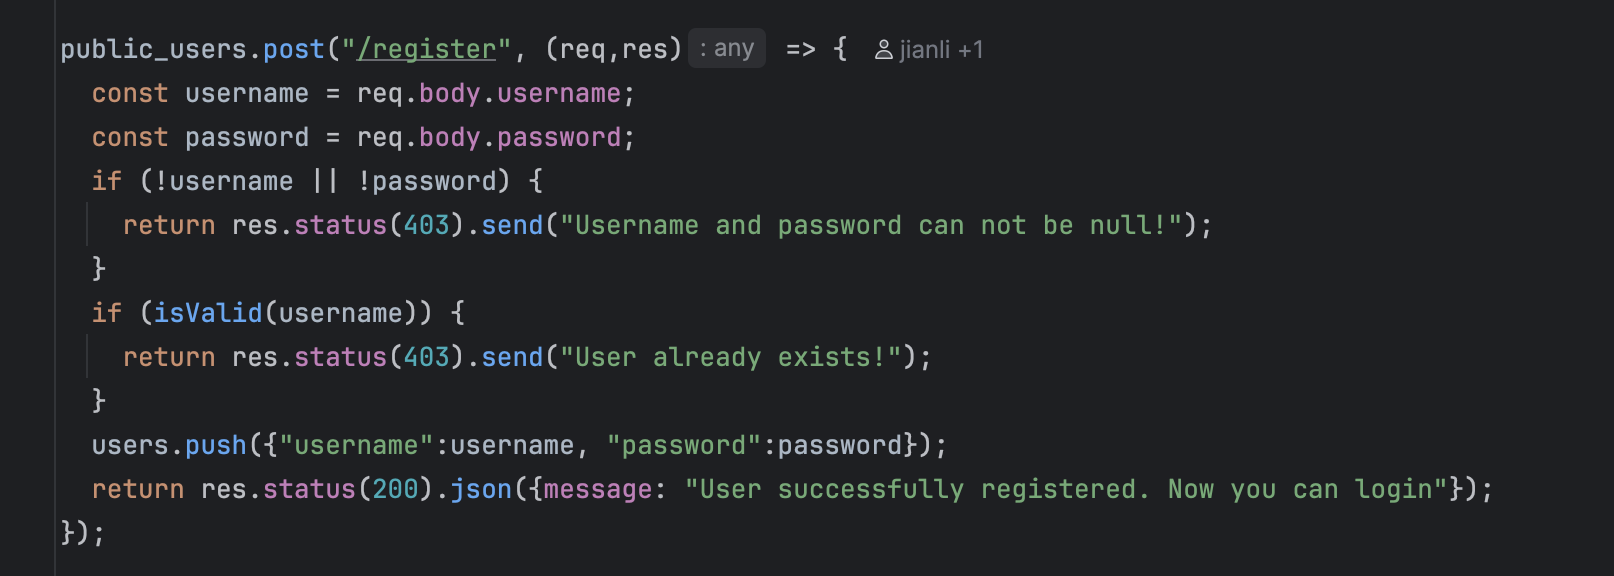 public_users.post("/register", (req,res) : any => { jianli +1
  const username = req.body.username;
  const password = req.body.password;
  if (!username || !password) {
    return res.status(403).send("Username and password can not be null!");
  }
  if (isValid(username)) {
    return res.status(403).send("User already exists!");
  }
  users.push({"username":username, "password":password});
  return res.status(200).json({message: "User successfully registered. Now you can login"});
});